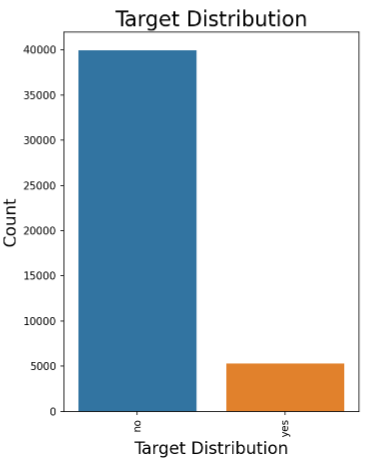 Target Distribution
40000
35000
30000
25000
20000
15000
10000
5000
0
Count
no
yes
Target Distribution